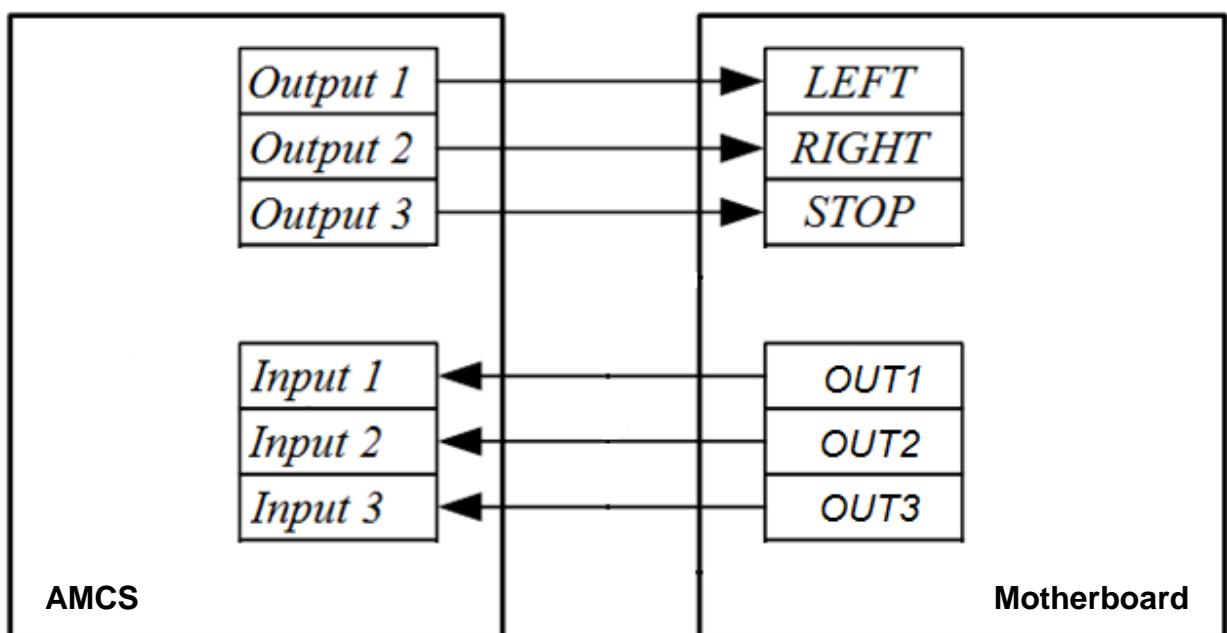 Output 1
LEFT
Output 2
RIGHT
Output 3
STOP
Input 1
OUT1
Input 2
OUT2
Input 3
OUT3
AMCS
Motherboard